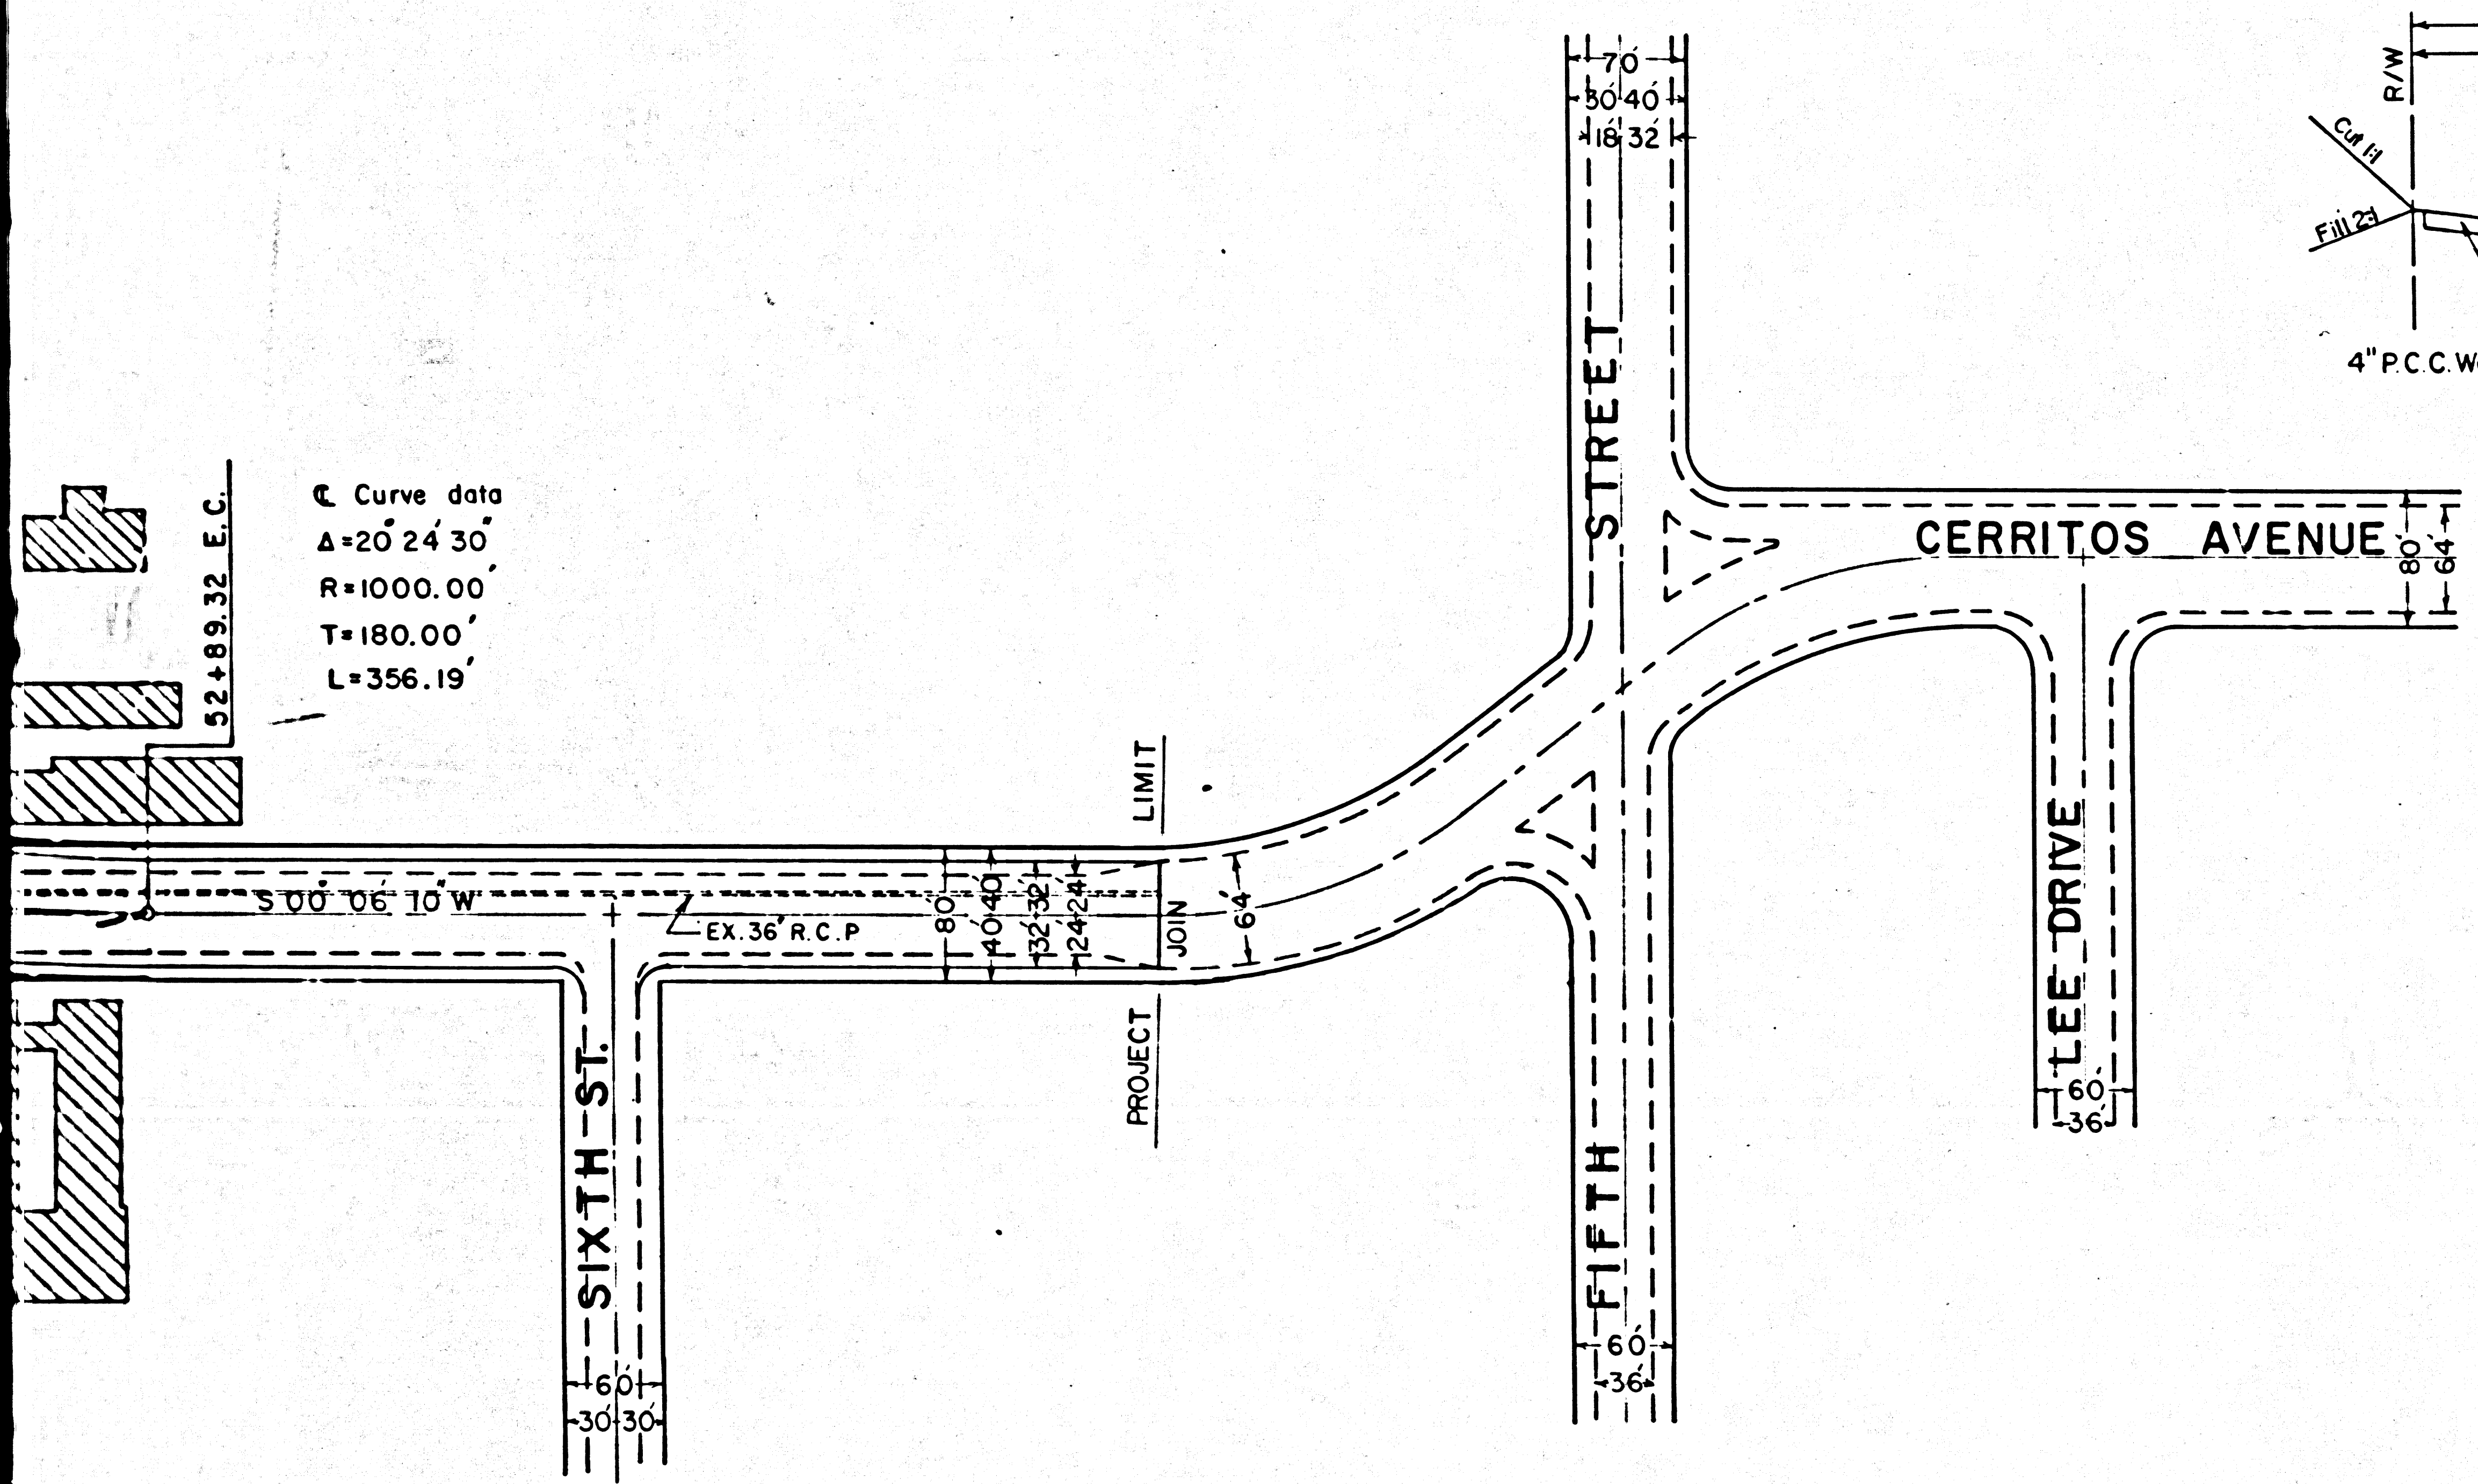 70'
30' 40'
18' 32'
R/W
Cut 1:1
Fill 2:1
4" P.C.C.
STREET
52+89.32 E.C.
℄ Curve data
Δ=20° 24' 30"
R=1000.00'
T=180.00'
L=356.19'
CERRITOS AVENUE
80'
64'
LIMIT
S 00° 06' 10" W
EX. 36" R.C.P
80'
40' 40'
32' 32'
24' 24'
JOIN
64'
PROJECT
SIXTH ST.
60'
30' 30'
FIFTH
60'
36'
LEE DRIVE
60'
36'